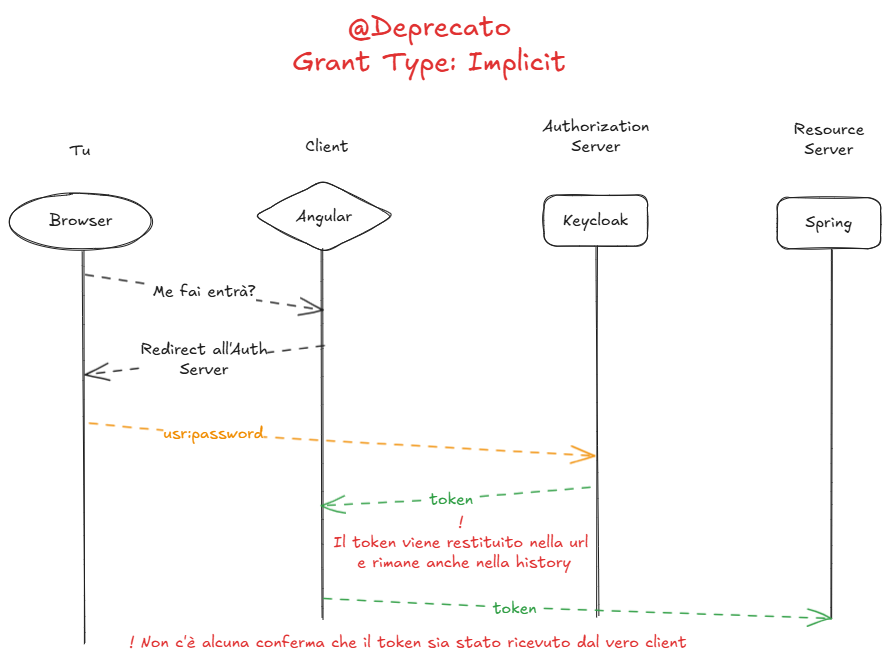 @Deprecato
Grant Type: Implicit
Tu
Client
Authorization
Server
Resource
Server
Browser
Angular
Keycloak
Spring
Me fai entrà?
Redirect all'Auth
Server
usr:password
token
!
Il token viene restituito nella url
e rimane anche nella history
token
! Non c'è alcuna conferma che il token sia stato ricevuto dal vero client